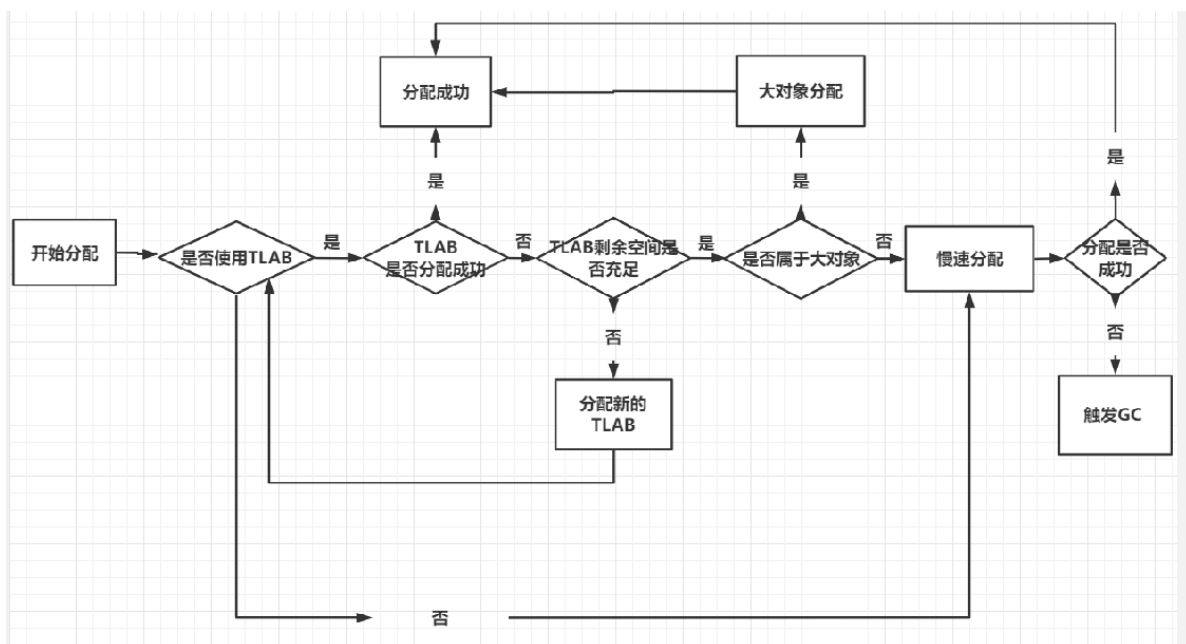 分配成功
大对象分配
是
是
是
开始分配
是否使用TLAB
是
TLAB
是否分配成功
否
TLAB剩余空间是
否充足
是
是否属于大对象
否
慢速分配
分配是否
成功
否
否
分配新的
TLAB
触发GC
否